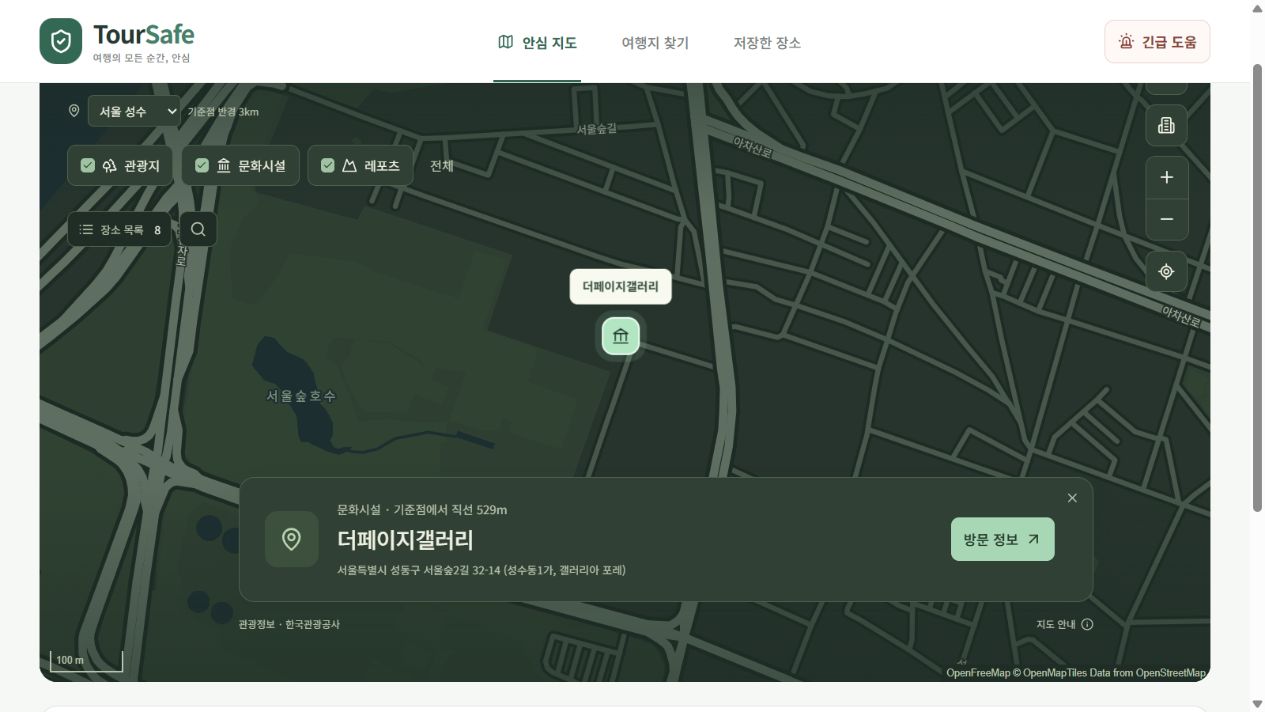 TourSafe
여행의 모든 순간, 안심
안심 지도
여행지 찾기
저장한 장소
긴급 도움
서울 성수
기준점 반경 3km
관광지
문화시설
레포츠
전체
장소 목록 8
서울숲길
아차산로
아차산로
자로
더페이지갤러리
서울숲호수
문화시설 · 기준점에서 직선 529m
더페이지갤러리
서울특별시 성동구 서울숲2길 32-14 (성수동1가, 갤러리아 포레)
방문 정보
관광정보 · 한국관광공사
지도 안내
100 m
OpenFreeMap © OpenMapTiles Data from OpenStreetMap